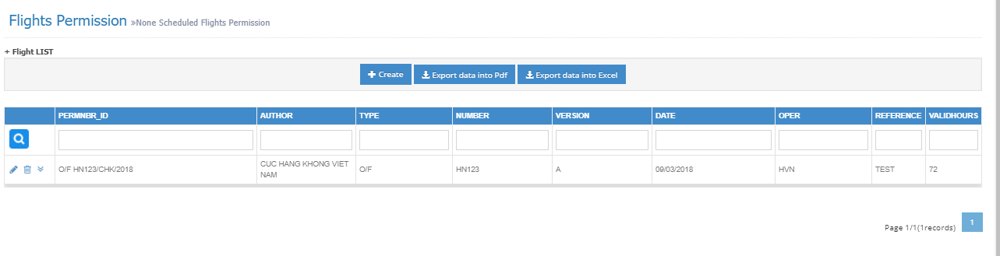 Flights Permission »None Scheduled Flights Permission
+ Flight LIST
+ Create Export data into Pdf Export data into Excel
PERMNBR_ID AUTHOR TYPE NUMBER VERSION DATE OPER REFERENCE VALIDHOURS
O/F HN123/CHK/2018 CUC HANG KHONG VIET O/F HN123 A 09/03/2018 HVN TEST 72
NAM
Page 1/1(1records) 1